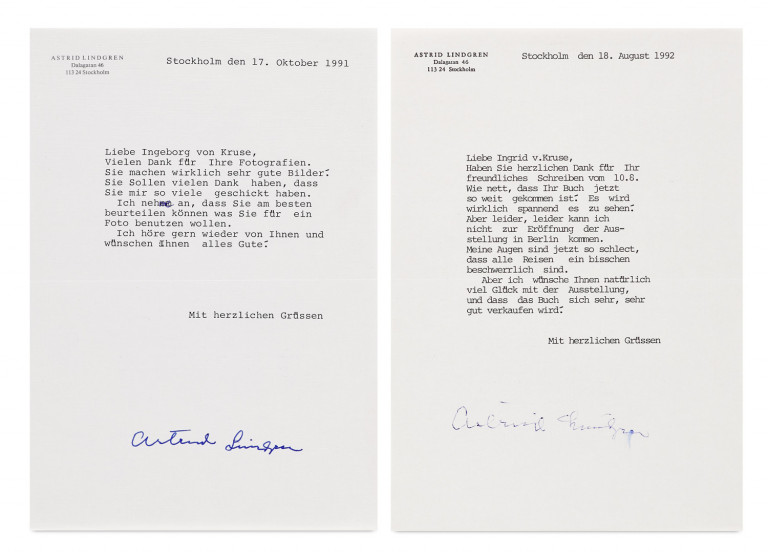 ASTRID LINDGREN
Dalagatan 46
113 24 Stockholm
Stockholm den 17. Oktober 1991
Liebe Ingeborg von Kruse,
Vielen Dank für Ihre Fotografien.
Sie machen wirklich sehr gute Bilder.
Sie Sollen vielen Dank haben, dass
Sie mir so viele geschickt haben.
Ich nehme an, dass Sie am besten
beurteilen können was Sie für ein
Foto benutzen wollen.
Ich höre gern wieder von Ihnen und
wünschen Ihnen alles Gute.
Mit herzlichen Grüssen
Astrid Lindgren
ASTRID LINDGREN
Dalagatan 46
113 24 Stockholm
Stockholm den 18. August 1992
Liebe Ingrid v.Kruse,
Haben Sie herzlichen Dank für Ihr
freundliches Schreiben vom 10.8.
Wie nett, dass Ihr Buch jetzt
so weit gekommen ist. Es wird
wirklich spannend es zu sehen.
Aber leider, leider kann ich
nicht zur Eröffnung der Aus-
stellung in Berlin kommen.
Meine Augen sind jetzt so schlect,
dass alle Reisen ein bisschen
beschwerrlich sind.
Aber ich wünsche Ihnen natürlich
viel Glück mit der Ausstellung,
und dass das Buch sich sehr, sehr
gut verkaufen wird.
Mit herzlichen Grüssen
Astrid Lindgren